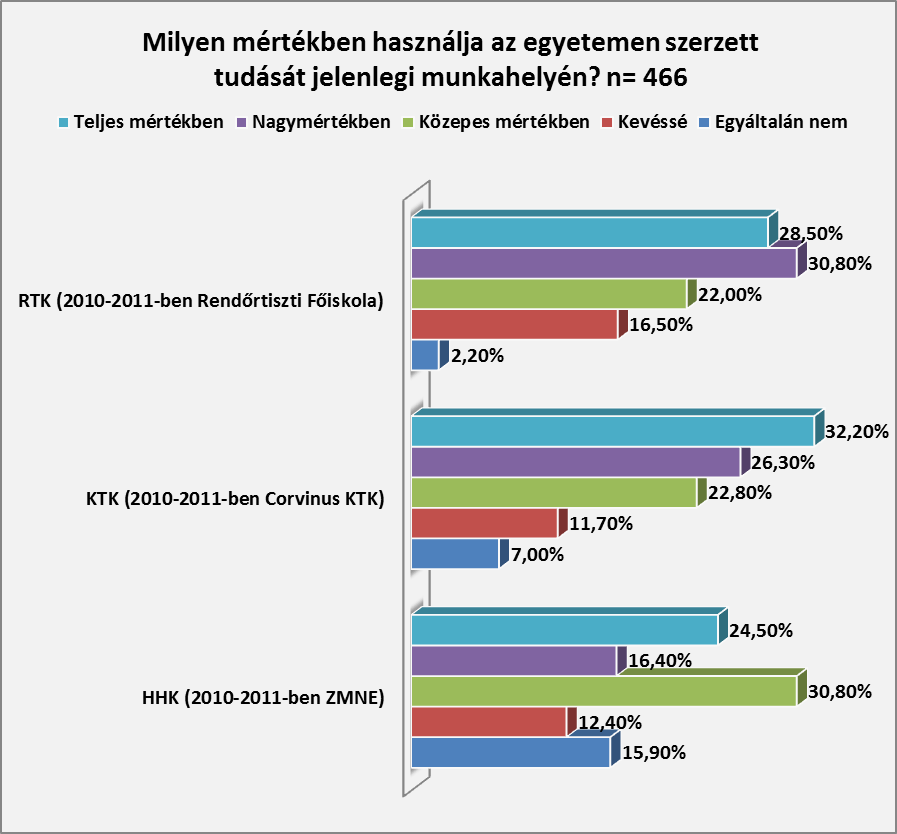 Milyen mértékben használja az egyetemen szerzett
tudását jelenlegi munkahelyén? n= 466
Teljes mértékben Nagymértékben Közepes mértékben Kevéssé Egyáltalán nem
RTK (2010-2011-ben Rendőrtiszti Főiskola)
28,50%
30,80%
22,00%
16,50%
2,20%
KTK (2010-2011-ben Corvinus KTK)
32,20%
26,30%
22,80%
11,70%
7,00%
HHK (2010-2011-ben ZMNE)
24,50%
16,40%
30,80%
12,40%
15,90%